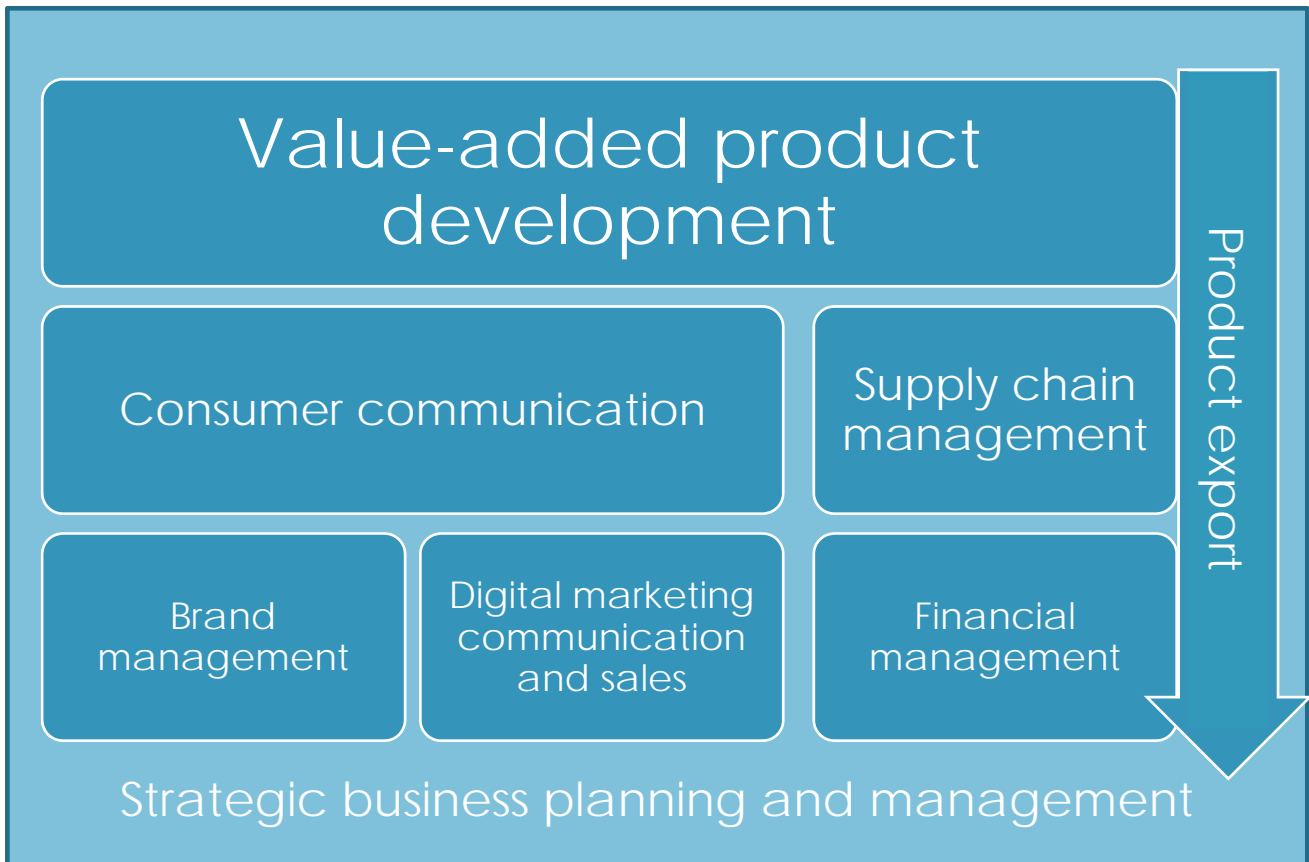 Value-added product
development
Consumer communication
Supply chain
management
Product export
Brand
management
Digital marketing
communication
and sales
Financial
management
Strategic business planning and management